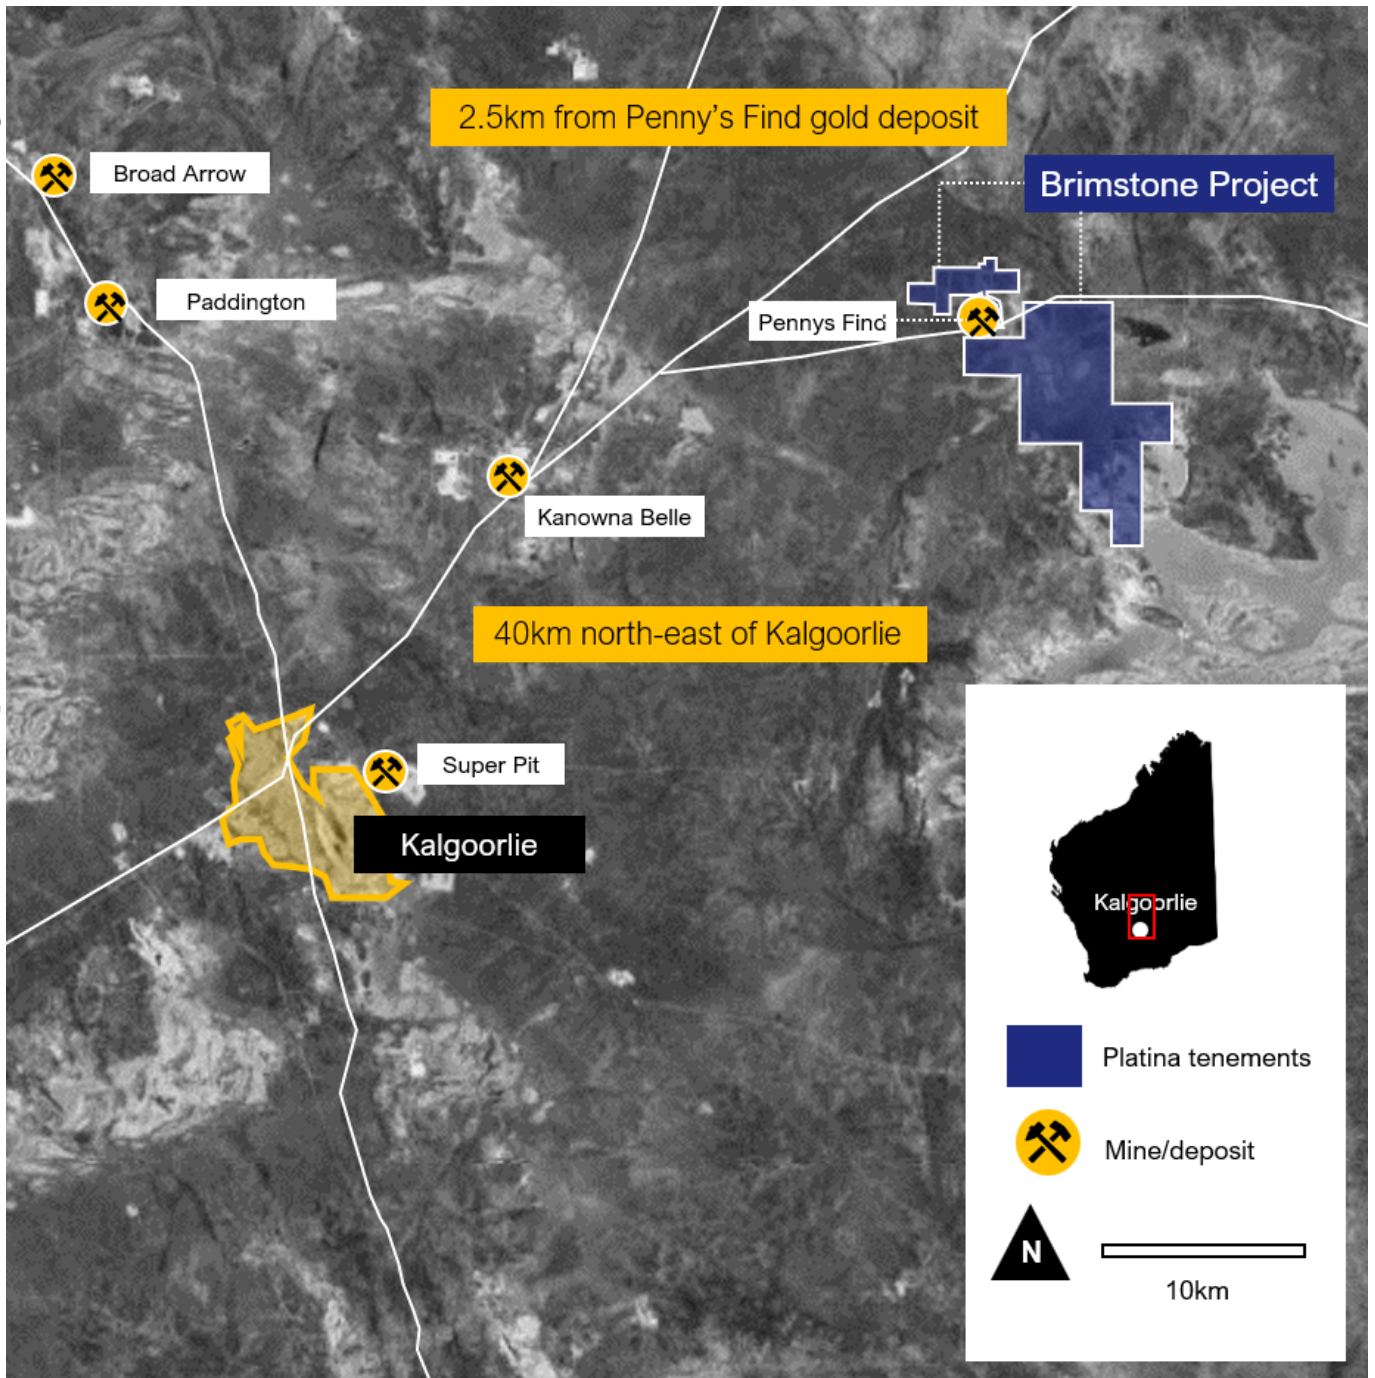 2.5km from Penny's Find gold deposit
Broad Arrow
Brimstone Project
Paddington
Pennys Find
Kanowna Belle
40km north-east of Kalgoorlie
Super Pit
Kalgoorlie
Kalgoorlie
Platina tenements
Mine/deposit
N
10km